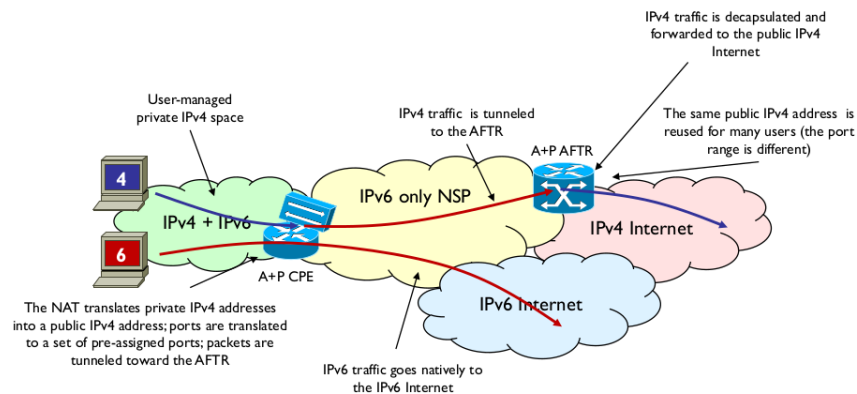 IPv4 traffic is decapsulated and
forwarded to the public IPv4
Internet
User-managed
private IPv4 space
IPv4 traffic is tunneled
to the AFTR
The same public IPv4 address is
reused for many users (the port
range is different)
A+P AFTR
4
IPv6 only NSP
IPv4 + IPv6
IPv4 Internet
6
A+P CPE
IPv6 Internet
The NAT translates private IPv4 addresses
into a public IPv4 address; ports are translated
to a set of pre-assigned ports; packets are
tunneled toward the AFTR
IPv6 traffic goes natively to
the IPv6 Internet